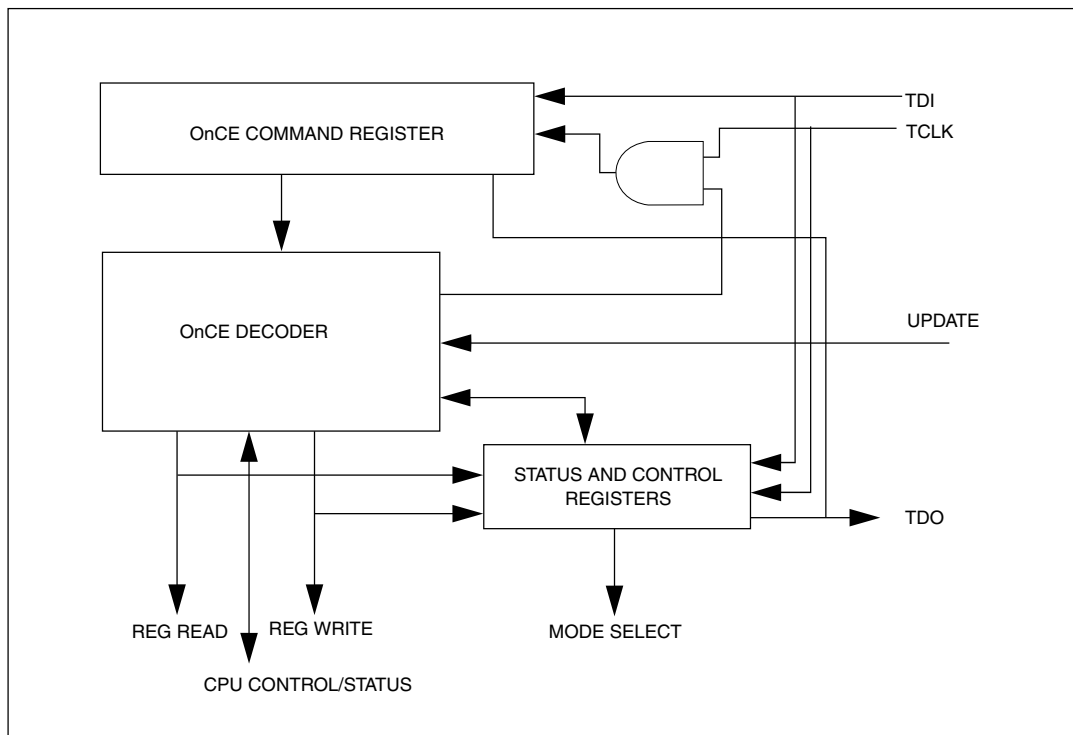 TDI
OnCE COMMAND REGISTER
TCLK
OnCE DECODER
UPDATE
STATUS AND CONTROL
REGISTERS
TDO
REG READ
REG WRITE
MODE SELECT
CPU CONTROL/STATUS